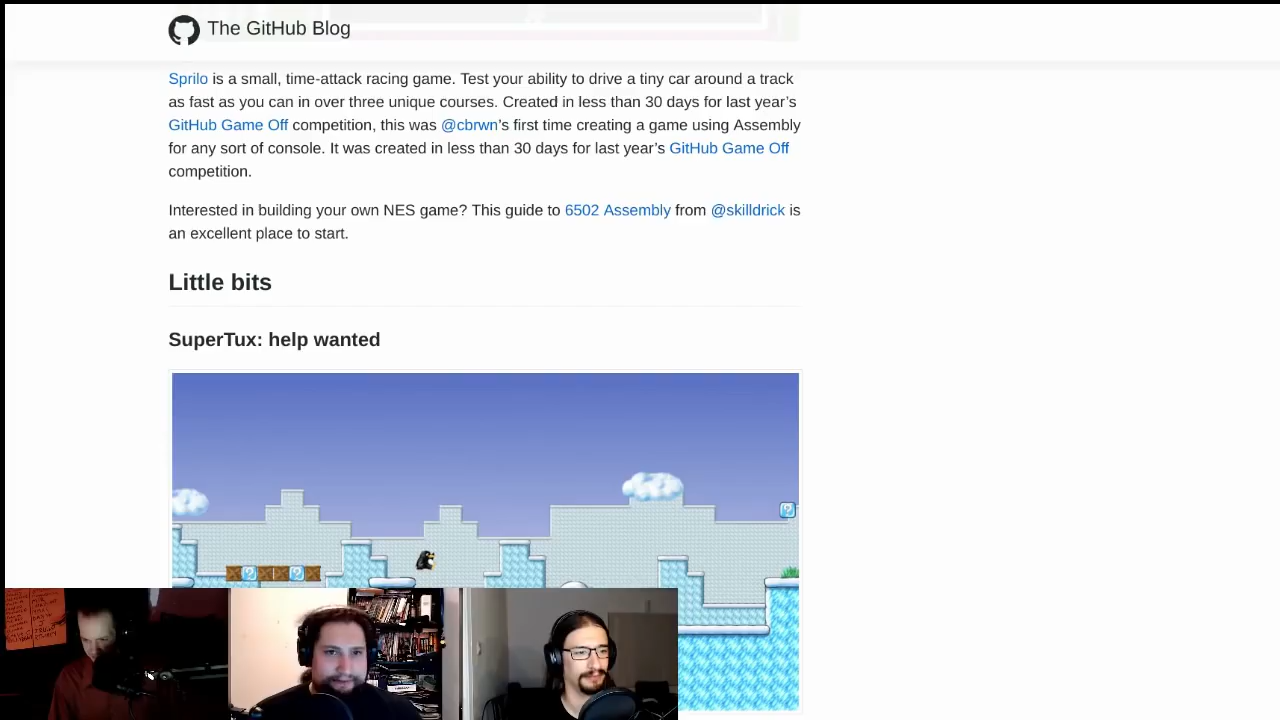 The GitHub Blog
Sprilo is a small, time-attack racing game. Test your ability to drive a tiny car around a track
as fast as you can in over three unique courses. Created in less than 30 days for last year’s
GitHub Game Off competition, this was @cbrwn’s first time creating a game using Assembly
for any sort of console. It was created in less than 30 days for last year’s GitHub Game Off
competition.
Interested in building your own NES game? This guide to 6502 Assembly from @skilldrick is
an excellent place to start.
Little bits
SuperTux: help wanted